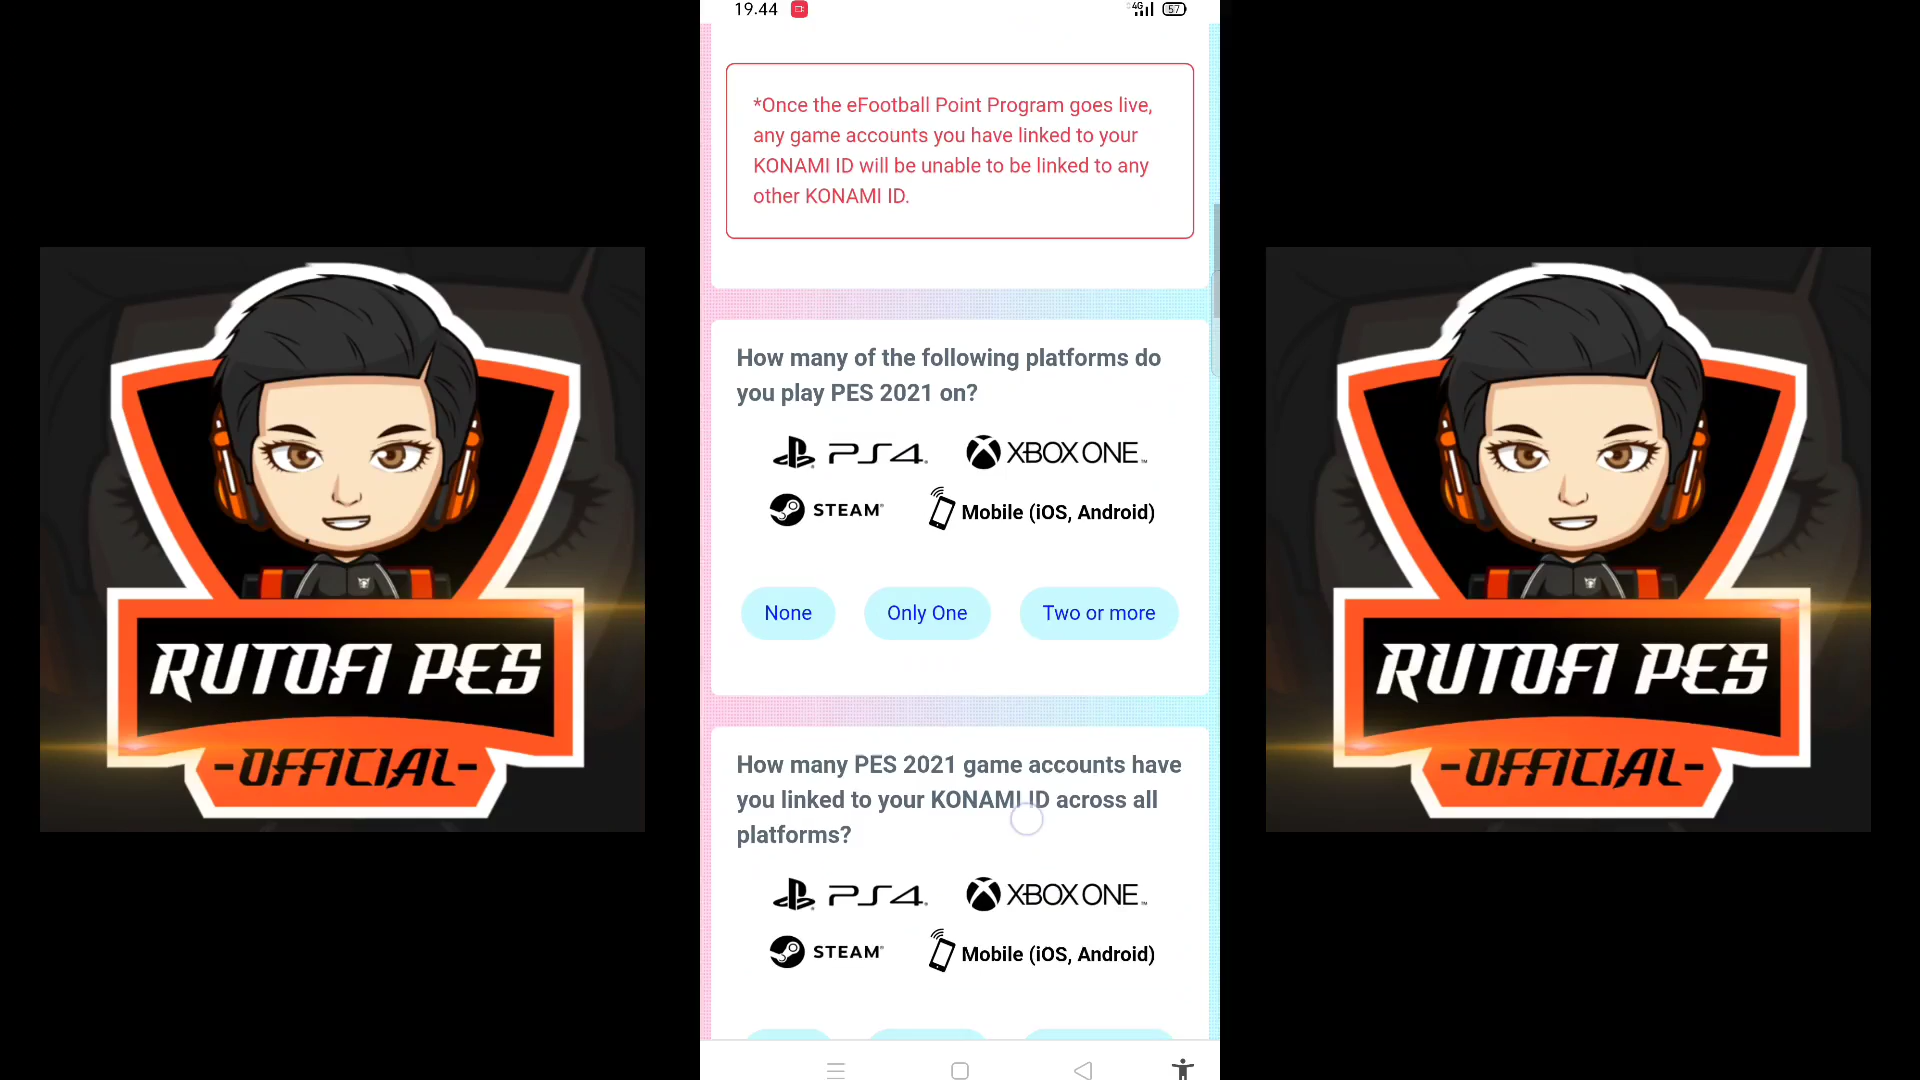 19.44
4G
57
*Once the eFootball Point Program goes live,
any game accounts you have linked to your
KONAMI ID will be unable to be linked to any
other KONAMI ID.
How many of the following platforms do
you play PES 2021 on?
PS4 XBOX ONE
STEAM Mobile (iOS, Android)
None Only One Two or more
How many PES 2021 game accounts have
you linked to your KONAMI ID across all
platforms?
PS4 XBOX ONE
STEAM Mobile (iOS, Android)
RUTOFI PES
-OFFICIAL-
RUTOFI PES
-OFFICIAL-